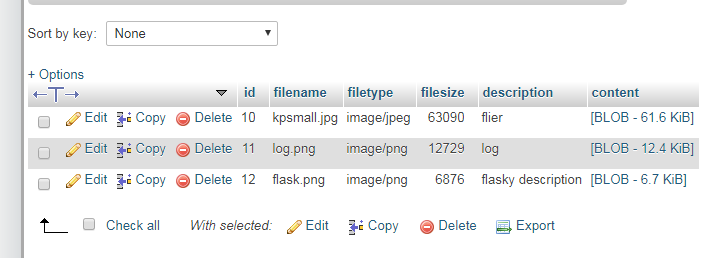 Sort by key: None
+ Options
←T→ id filename filetype filesize description content
Edit Copy Delete 10 kpsmall.jpg image/jpeg 63090 flier [BLOB - 61.6 KiB]
Edit Copy Delete 11 log.png image/png 12729 log [BLOB - 12.4 KiB]
Edit Copy Delete 12 flask.png image/png 6876 flasky description [BLOB - 6.7 KiB]
Check all With selected: Edit Copy Delete Export